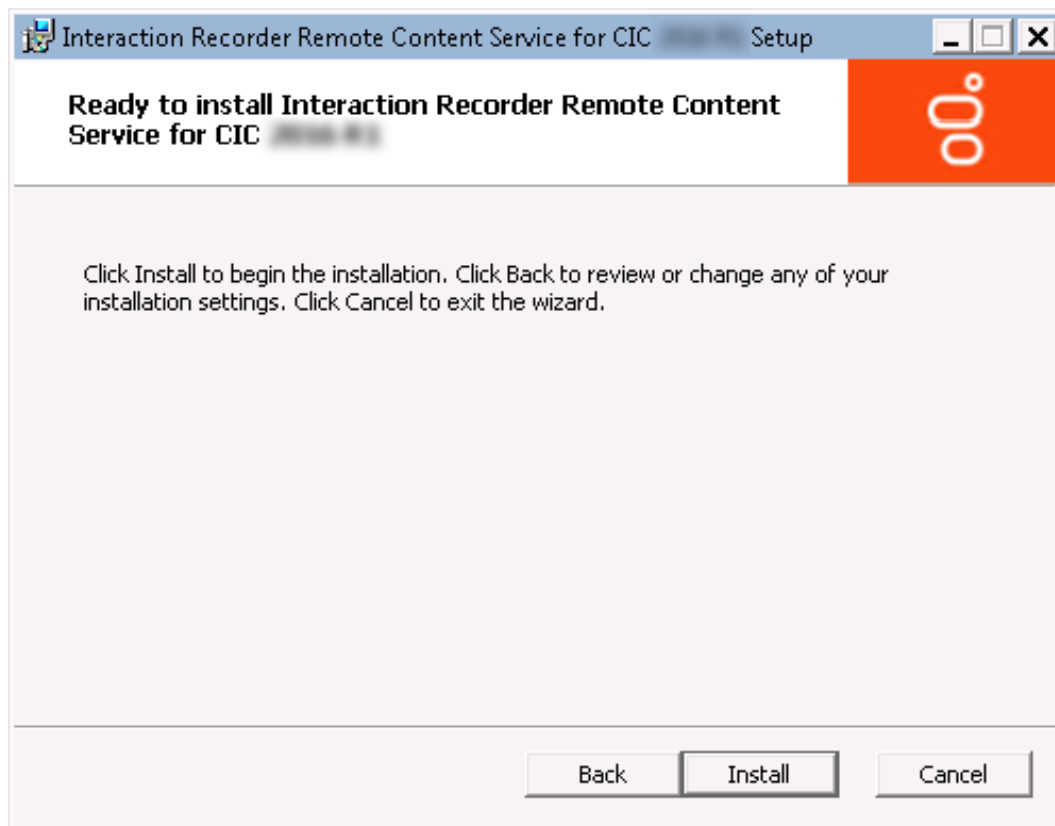 Interaction Recorder Remote Content Service for CIC Setup
Ready to install Interaction Recorder Remote Content
Service for CIC
Click Install to begin the installation. Click Back to review or change any of your
installation settings. Click Cancel to exit the wizard.
Back Install Cancel